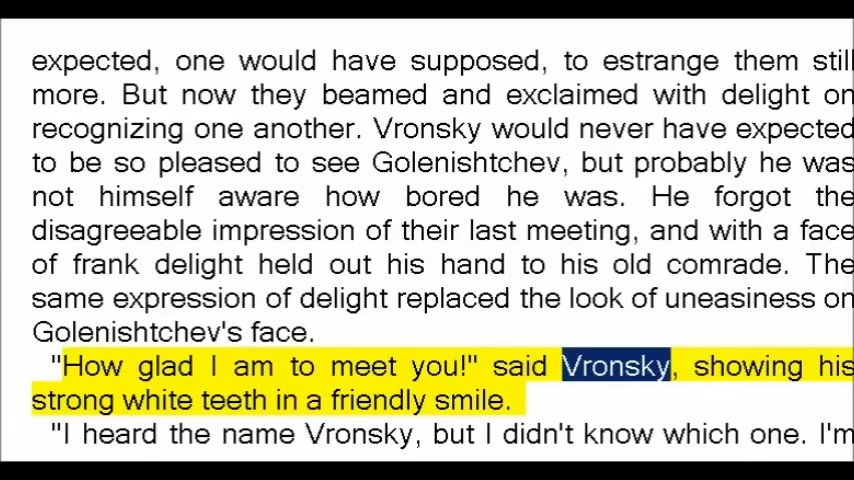 expected, one would have supposed, to estrange them still
more. But now they beamed and exclaimed with delight on
recognizing one another. Vronsky would never have expected
to be so pleased to see Golenishtchev, but probably he was
not himself aware how bored he was. He forgot the
disagreeable impression of their last meeting, and with a face
of frank delight held out his hand to his old comrade. The
same expression of delight replaced the look of uneasiness on
Golenishtchev's face.
"How glad I am to meet you!" said Vronsky, showing his
strong white teeth in a friendly smile.
"I heard the name Vronsky, but I didn't know which one. I'm